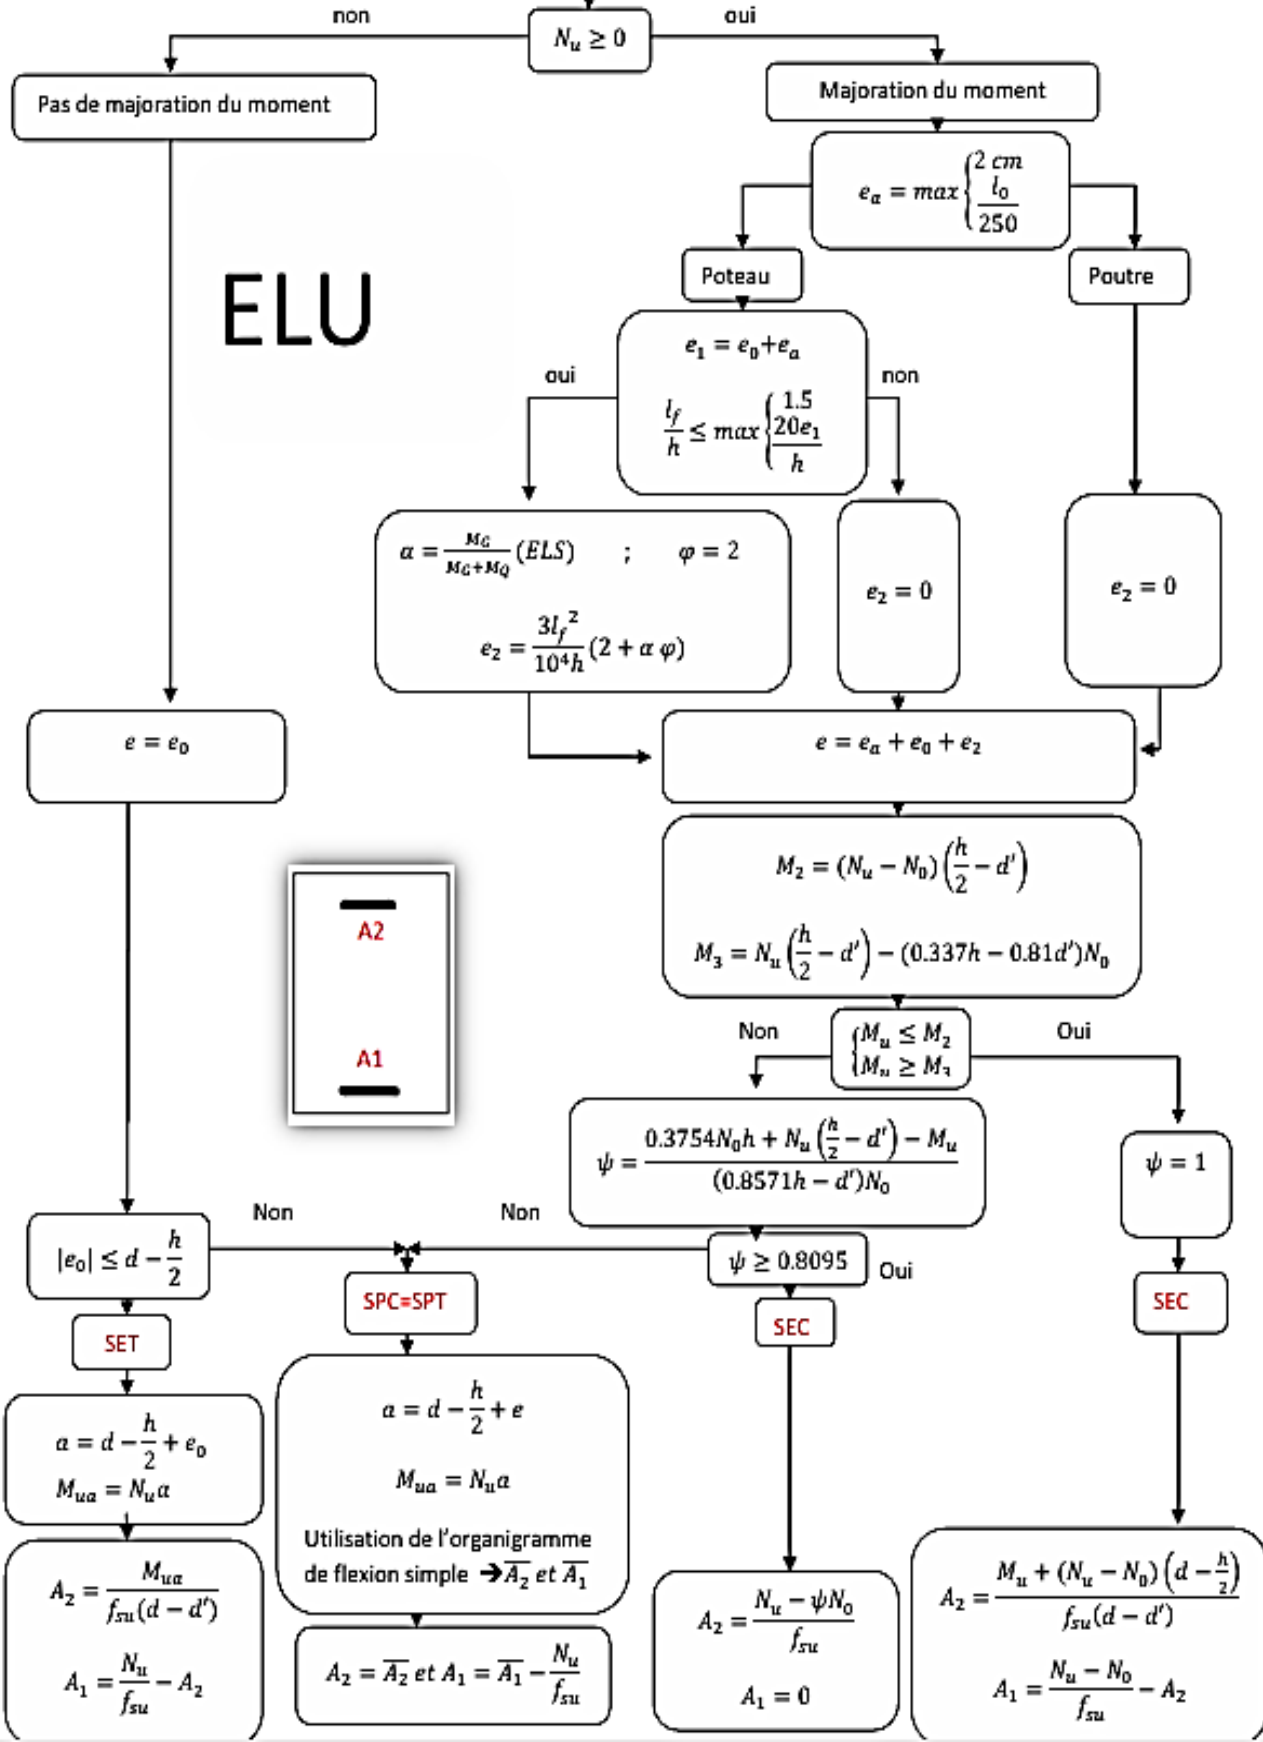 non
oui
Nᵤ ≥ 0
Pas de majoration du moment
Majoration du moment
eₐ = max { 2 cm
l₀/250
Poteau
Poutre
ELU
e₁ = e₀+eₐ
oui
non
l_f/h ≤ max { 1.5
20e₁/h
α = M_G/(M_G+M_Q) (ELS) ; φ = 2
e₂ = 3l_f²/10⁴h (2 + α φ)
e₂ = 0
e₂ = 0
e = e₀
e = eₐ + e₀ + e₂
M₂ = (Nᵤ − N₀)(h/2 − d′)
M₃ = Nᵤ(h/2 − d′) − (0.337h − 0.81d′)N₀
A2
A1
Non
Oui
{ Mᵤ ≤ M₂
Mᵤ ≥ M₃
ψ = (0.3754N₀h + Nᵤ(h/2 − d′) − Mᵤ)/((0.8571h − d′)N₀)
ψ = 1
Non
Non
|e₀| ≤ d − h/2
ψ ≥ 0.8095
Oui
SPC≡SPT
SEC
SEC
SET
a = d − h/2 + e₀
Mᵤₐ = Nᵤa
a = d − h/2 + e
Mᵤₐ = Nᵤa
Utilisation de l'organigramme
de flexion simple ➔ A̅₂ et A̅₁
A₂ = Mᵤₐ/(fₛᵤ(d − d′))
A₁ = Nᵤ/fₛᵤ − A₂
A₂ = A̅₂ et A₁ = A̅₁ − Nᵤ/fₛᵤ
A₂ = (Nᵤ − ψN₀)/fₛᵤ
A₁ = 0
A₂ = (Mᵤ + (Nᵤ − N₀)(d − h/2))/(fₛᵤ(d − d′))
A₁ = (Nᵤ − N₀)/fₛᵤ − A₂